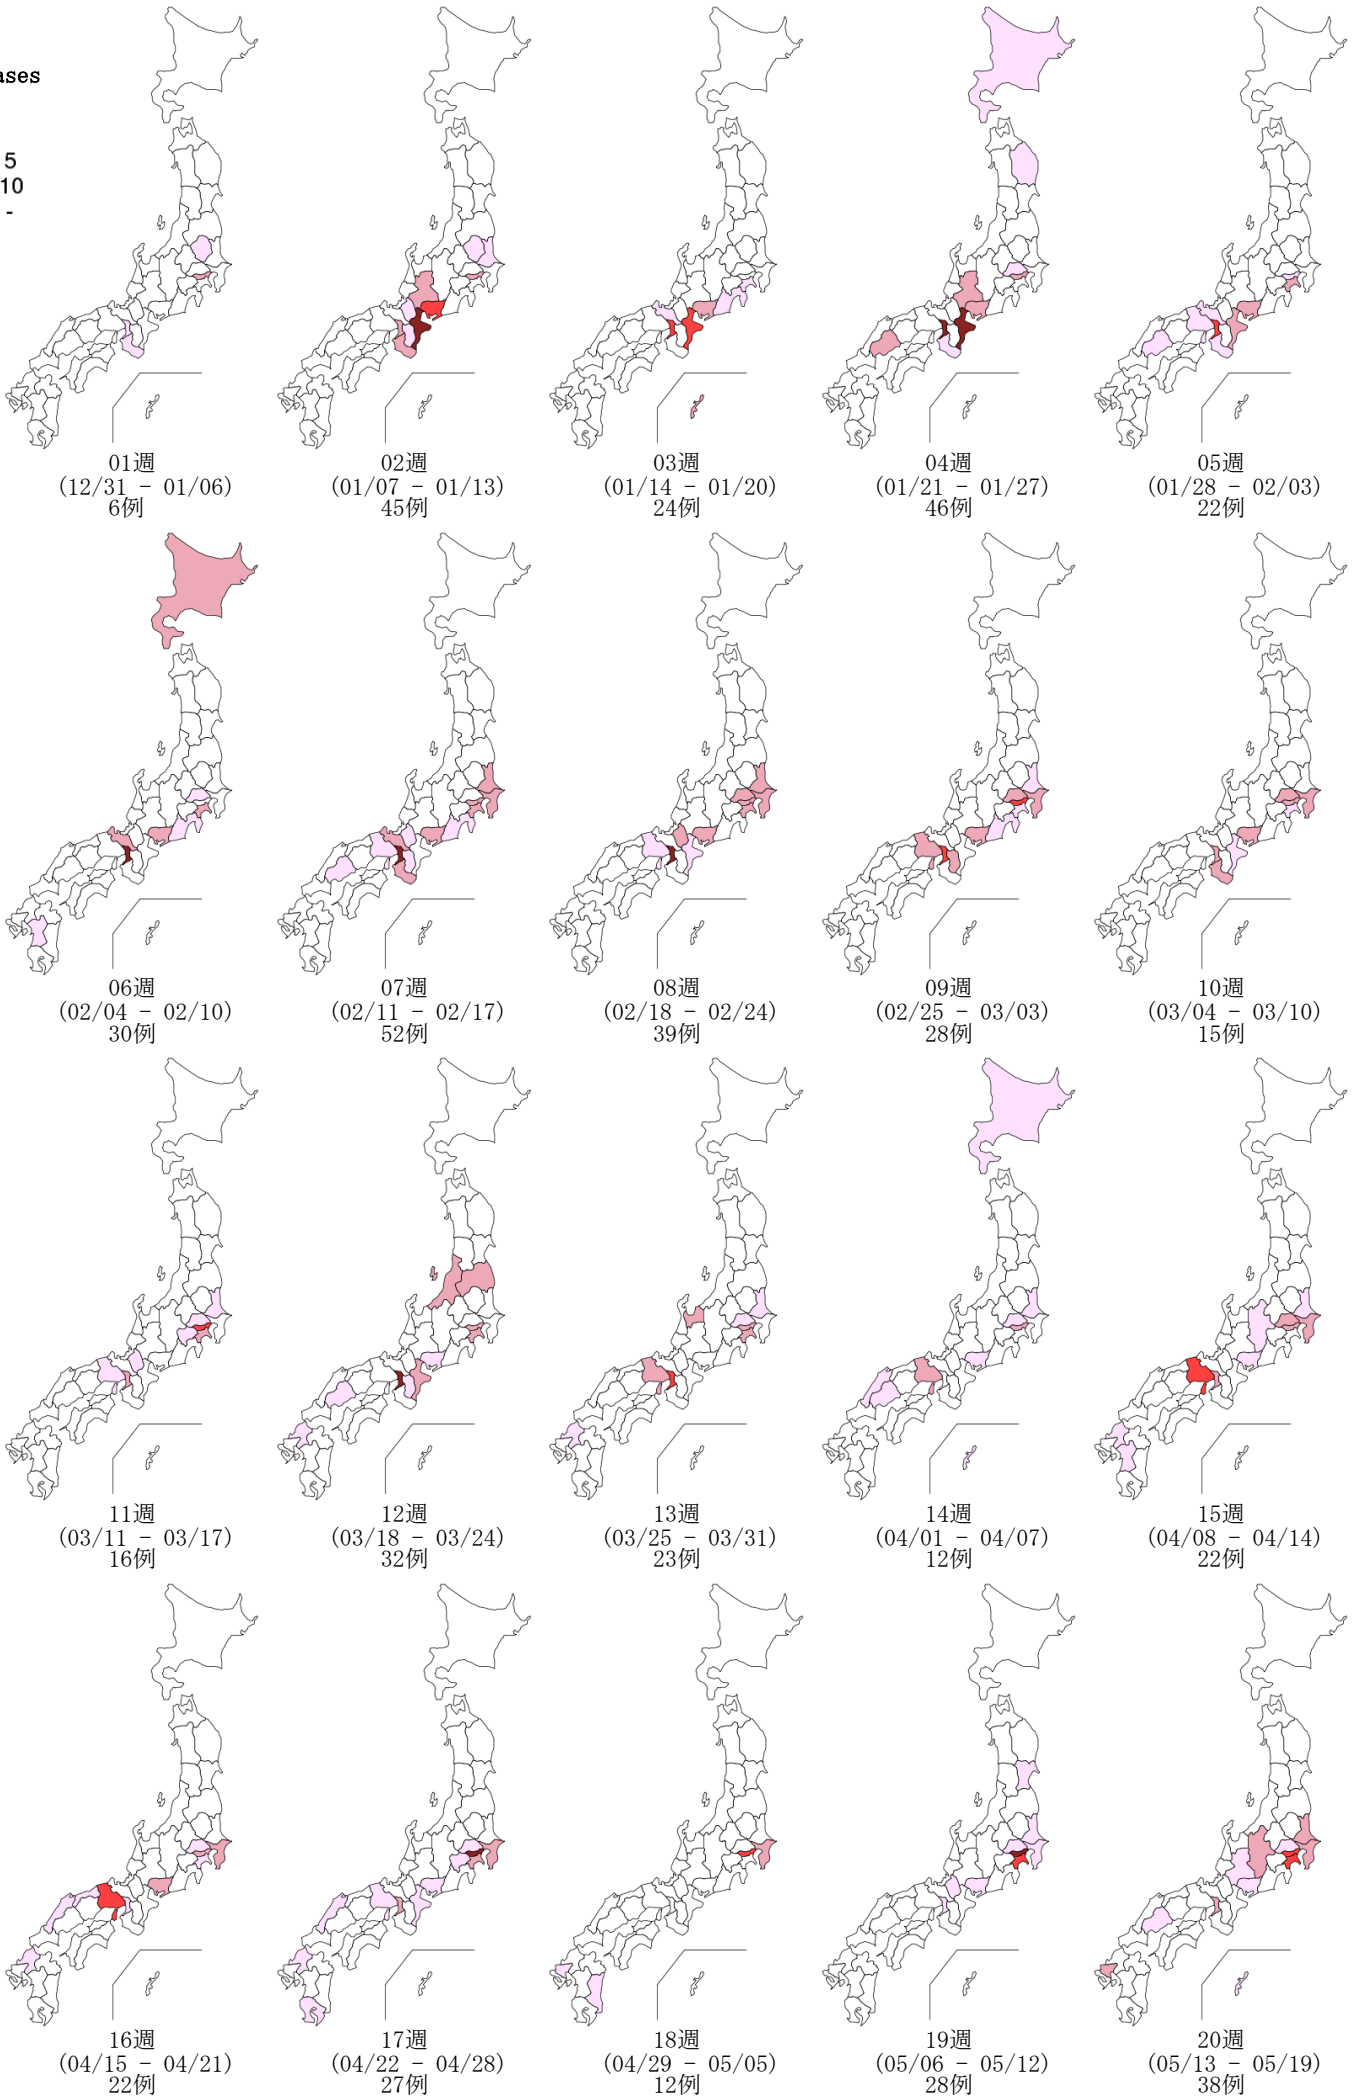 ases
5
10
-
01週
(12/31 - 01/06)
6例
02週
(01/07 - 01/13)
45例
03週
(01/14 - 01/20)
24例
04週
(01/21 - 01/27)
46例
05週
(01/28 - 02/03)
22例
06週
(02/04 - 02/10)
30例
07週
(02/11 - 02/17)
52例
08週
(02/18 - 02/24)
39例
09週
(02/25 - 03/03)
28例
10週
(03/04 - 03/10)
15例
11週
(03/11 - 03/17)
16例
12週
(03/18 - 03/24)
32例
13週
(03/25 - 03/31)
23例
14週
(04/01 - 04/07)
12例
15週
(04/08 - 04/14)
22例
16週
(04/15 - 04/21)
22例
17週
(04/22 - 04/28)
27例
18週
(04/29 - 05/05)
12例
19週
(05/06 - 05/12)
28例
20週
(05/13 - 05/19)
38例